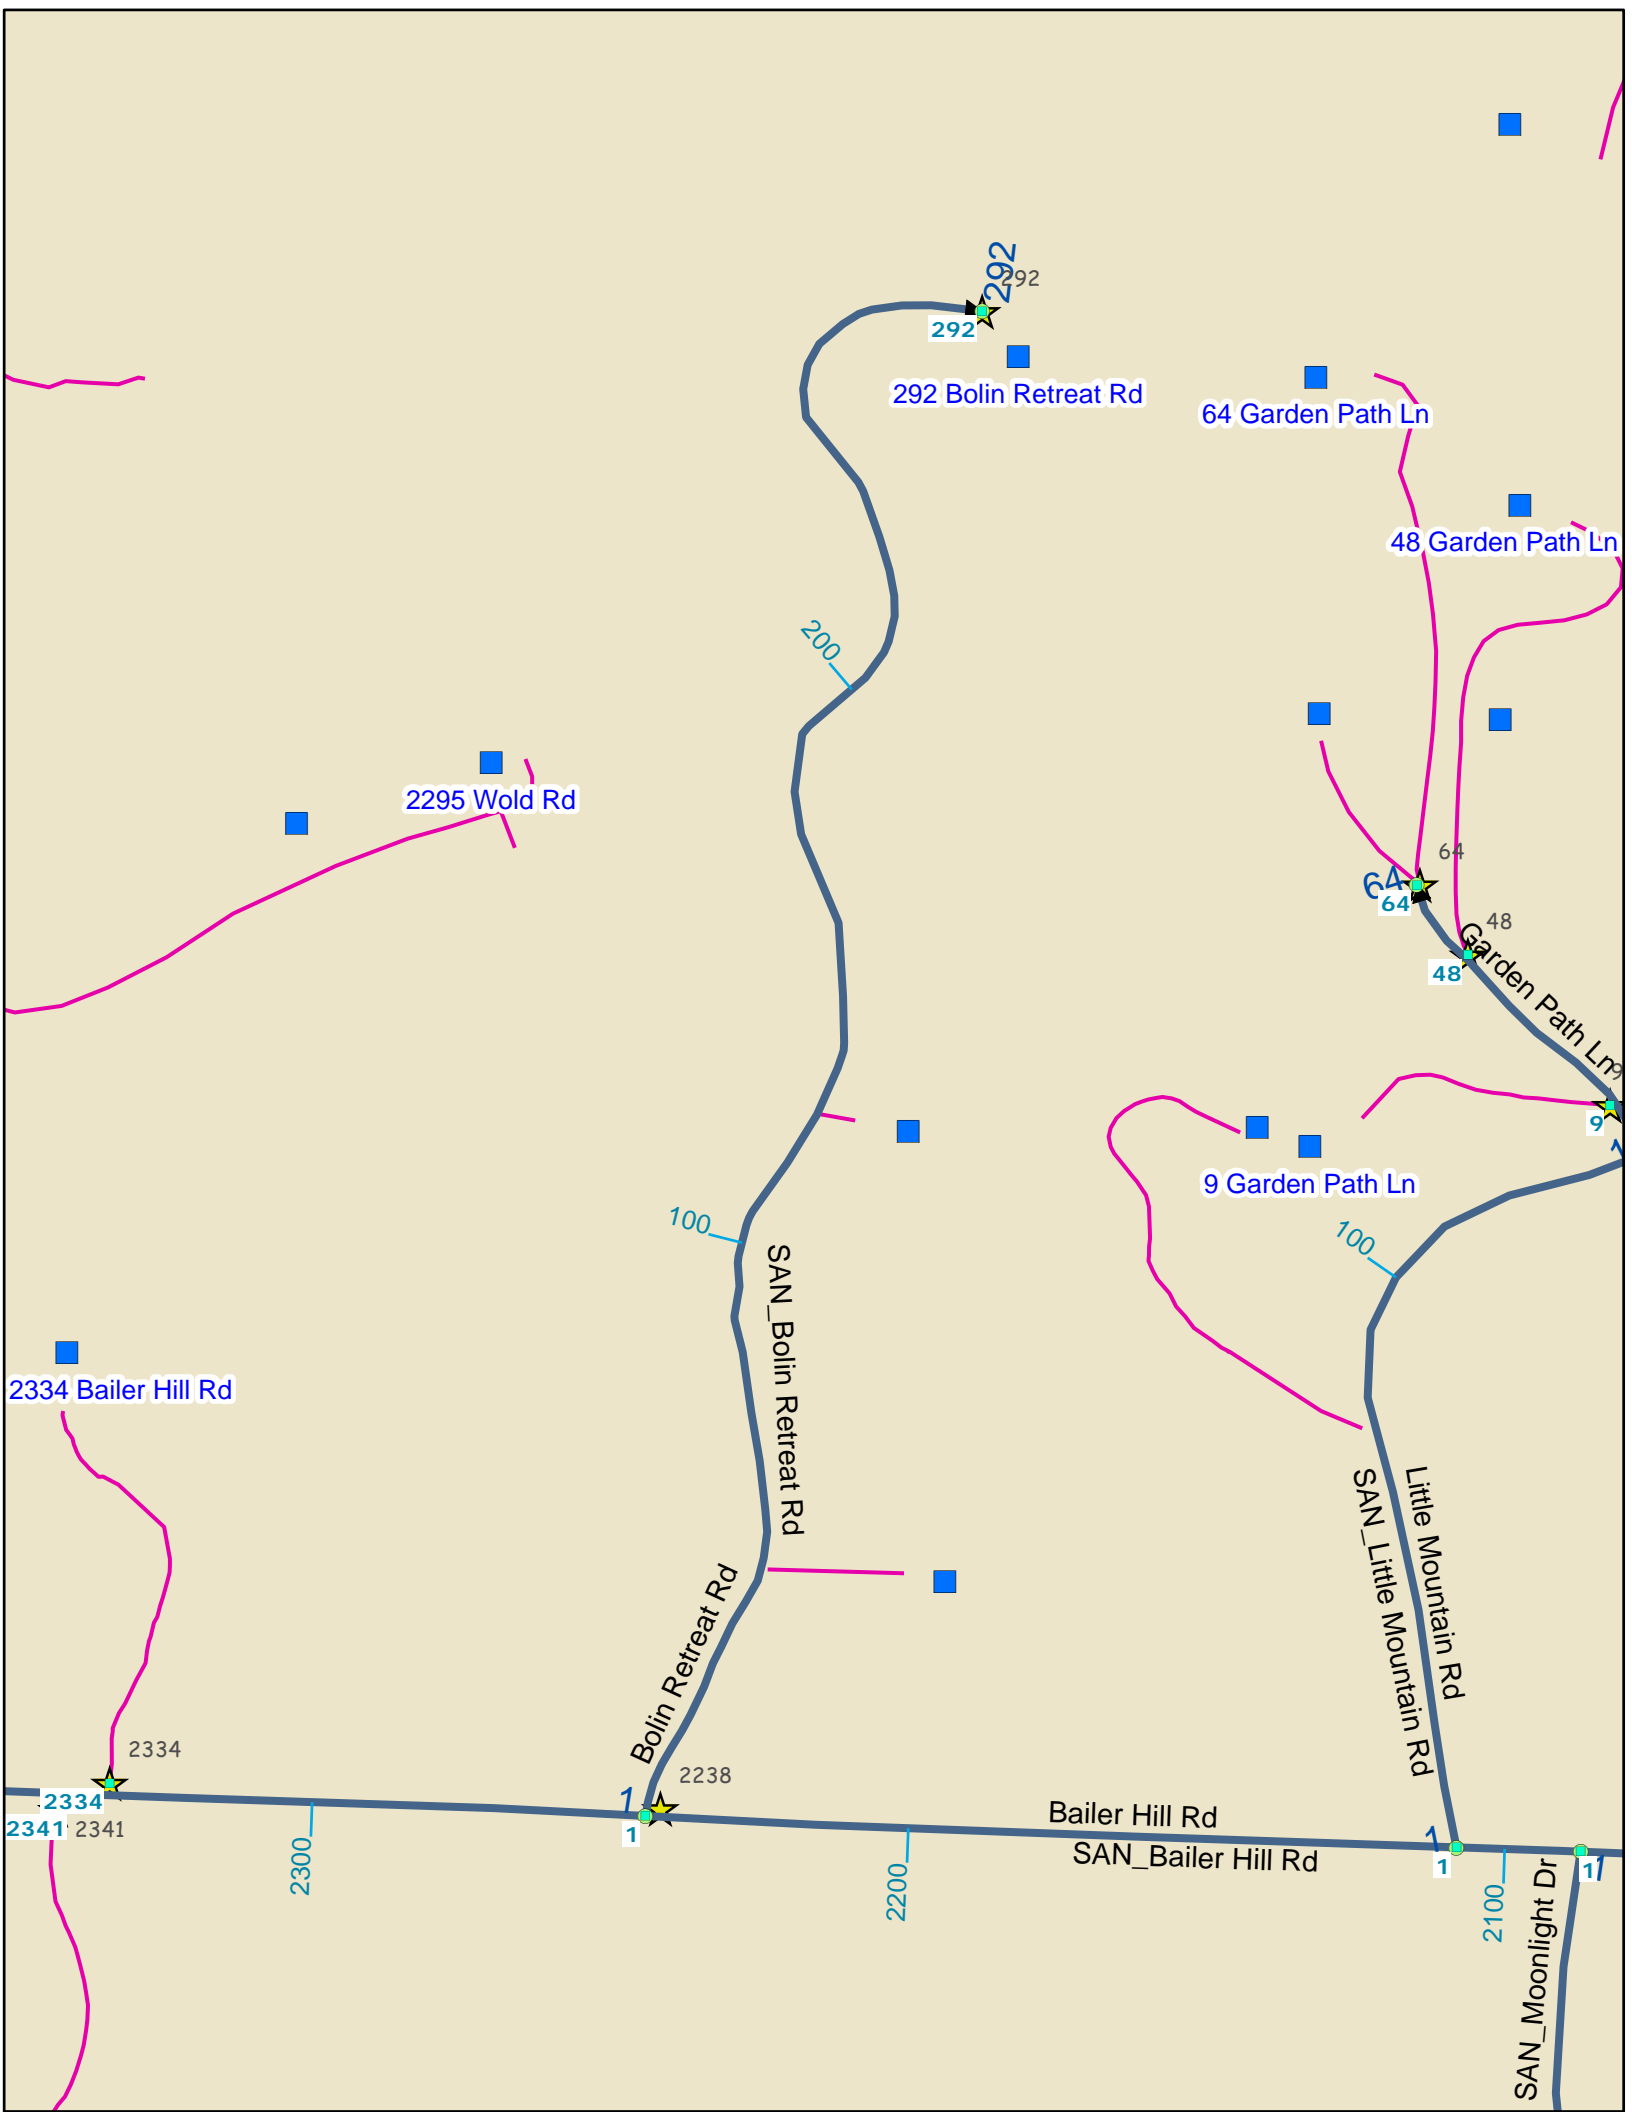 292
292
292
292 Bolin Retreat Rd
64 Garden Path Ln
48 Garden Path Ln
200
2295 Wold Rd
64
64
64
48
48
Garden Path Ln
9
9
9 Garden Path Ln
100
100
SAN_Bolin Retreat Rd
2334 Bailer Hill Rd
Little Mountain Rd
SAN_Little Mountain Rd
Bolin Retreat Rd
2334
2334
2238
1
1
2341
2341
Bailer Hill Rd
SAN_Bailer Hill Rd
1
1
1
1
2300
2200
2100
SAN_Moonlight Dr